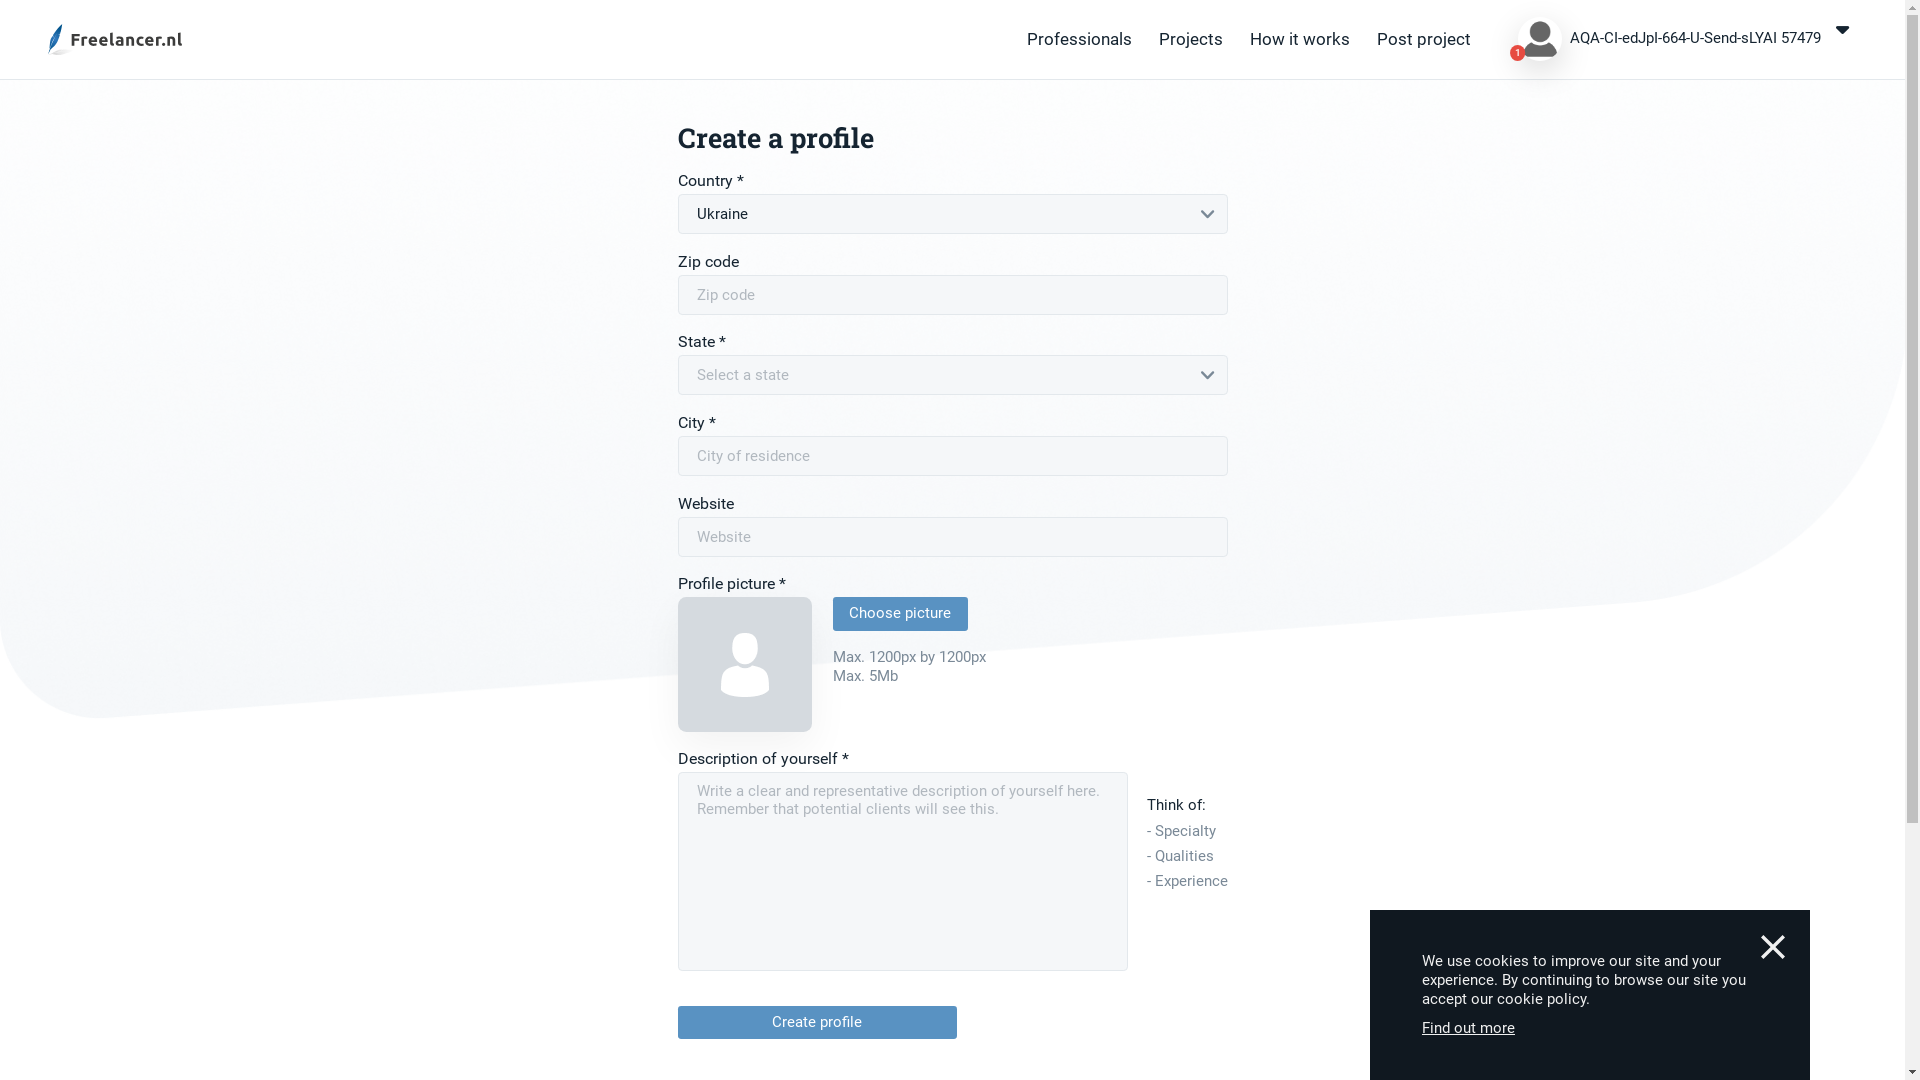 Freelancer.nl
Professionals Projects How it works Post project 1 AQA-CI-edJpI-664-U-Send-sLYAI 57479
Create a profile
Country *
Ukraine
Zip code
Zip code
State *
Select a state
City *
City of residence
Website
Website
Profile picture *
Choose picture
Max. 1200px by 1200px
Max. 5Mb
Description of yourself *
Write a clear and representative description of yourself here.
Remember that potential clients will see this.
Think of:
- Specialty
- Qualities
- Experience
Create profile
We use cookies to improve our site and your
experience. By continuing to browse our site you
accept our cookie policy.
Find out more